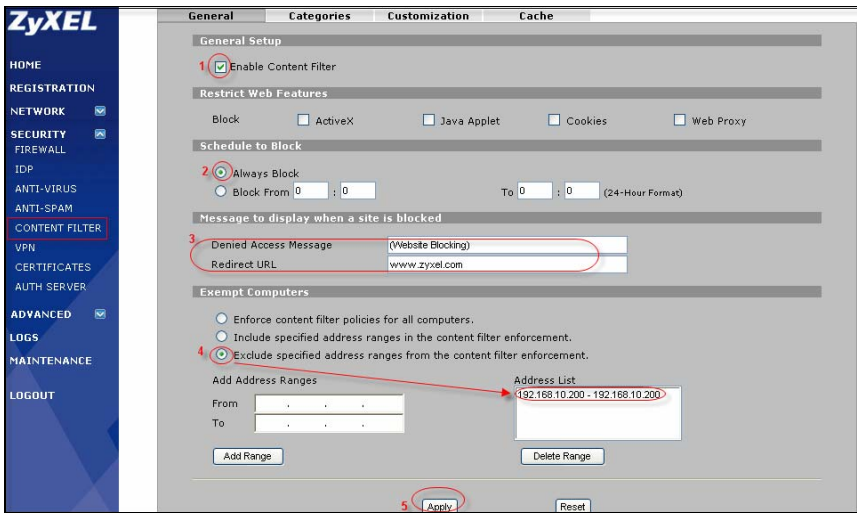 ZyXEL
HOME
REGISTRATION
NETWORK
SECURITY
FIREWALL
IDP
ANTI-VIRUS
ANTI-SPAM
CONTENT FILTER
VPN
CERTIFICATES
AUTH SERVER
ADVANCED
LOGS
MAINTENANCE
LOGOUT
General Categories Customization Cache
General Setup
1 Enable Content Filter
Restrict Web Features
Block ActiveX Java Applet Cookies Web Proxy
Schedule to Block
2 Always Block
Block From 0 : 0 To 0 : 0 (24-Hour Format)
Message to display when a site is blocked
3
Denied Access Message (Website Blocking)
Redirect URL www.zyxel.com
Exempt Computers
Enforce content filter policies for all computers.
Include specified address ranges in the content filter enforcement.
4 Exclude specified address ranges from the content filter enforcement.
Add Address Ranges Address List
192.168.10.200 - 192.168.10.200
From . . .
To . . .
Add Range Delete Range
5 Apply Reset